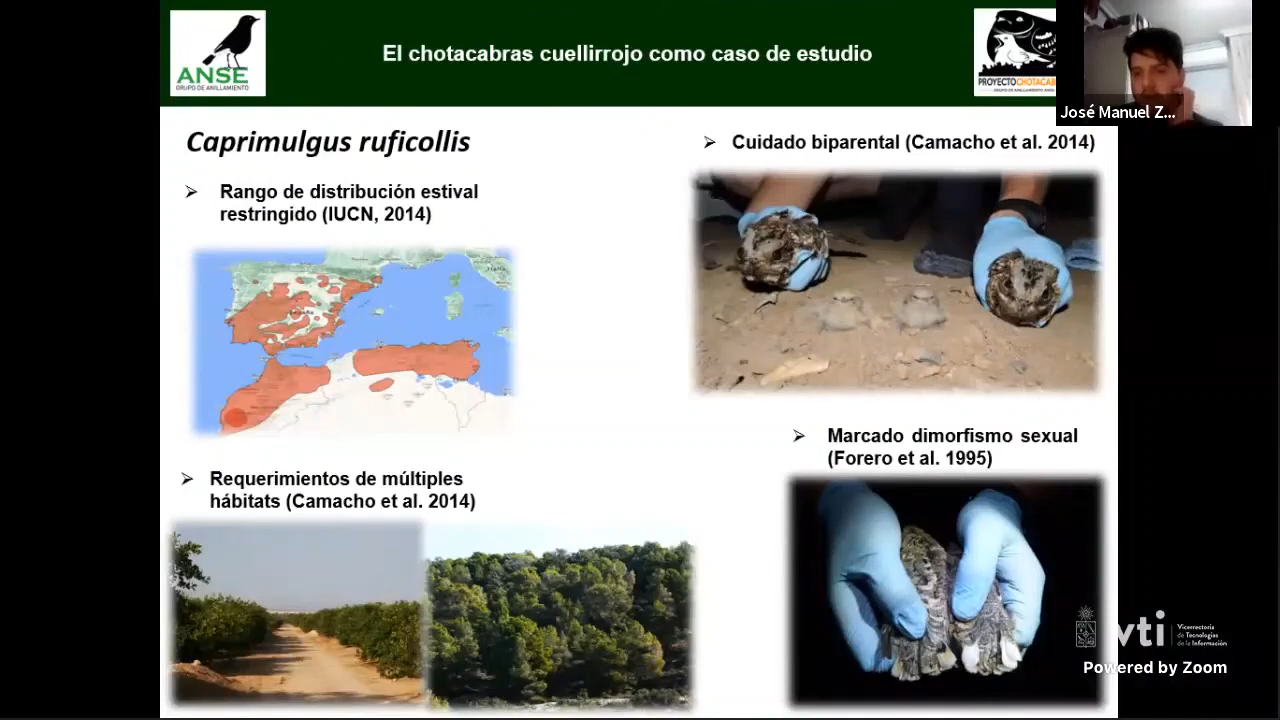 ANSE
GRUPO DE ANILLAMIENTO
El chotacabras cuellirrojo como caso de estudio
PROYECTOCHOTACAB
José Manuel Z...
Caprimulgus ruficollis
➢ Rango de distribución estival
restringido (IUCN, 2014)
➢ Requerimientos de múltiples
hábitats (Camacho et al. 2014)
➢ Cuidado biparental (Camacho et al. 2014)
➢ Marcado dimorfismo sexual
(Forero et al. 1995)
vti
Vicerrectoría
de Tecnologías
de la Información
Powered by Zoom